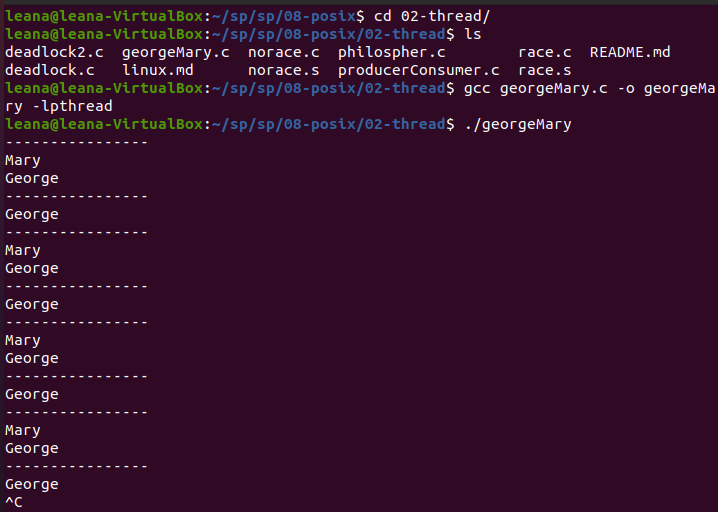 leana@leana-VirtualBox:~/sp/sp/08-posix$ cd 02-thread/
leana@leana-VirtualBox:~/sp/sp/08-posix/02-thread$ ls
deadlock2.c  georgeMary.c  norace.c  philospher.c        race.c  README.md
deadlock.c   linux.md      norace.s  producerConsumer.c  race.s
leana@leana-VirtualBox:~/sp/sp/08-posix/02-thread$ gcc georgeMary.c -o georgeMa
ry -lpthread
leana@leana-VirtualBox:~/sp/sp/08-posix/02-thread$ ./georgeMary
----------------
Mary
George
----------------
George
----------------
Mary
George
----------------
George
----------------
Mary
George
----------------
George
----------------
Mary
George
----------------
George
^C